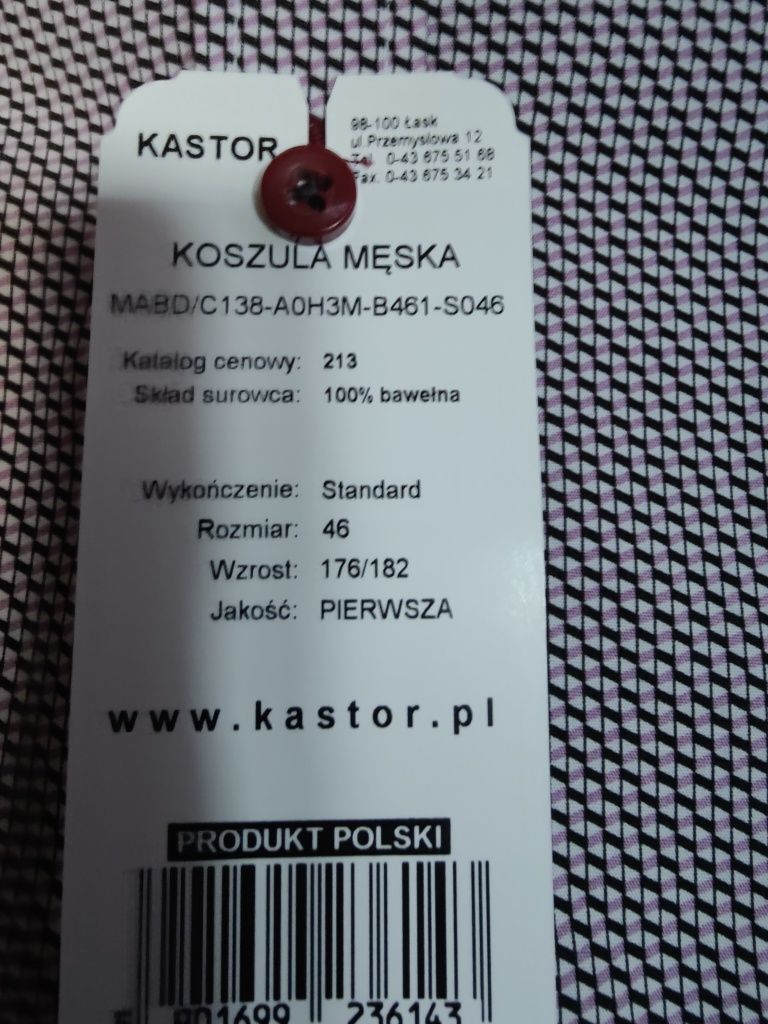 KASTOR
98-100 Łask
ul.Przemysłowa 12
Tel. 0-43 675 51 68
Fax. 0-43 675 34 21
KOSZULA MĘSKA
MABD/C138-A0H3M-B461-S046
Katalog cenowy: 213
Skład surowca: 100% bawełna
Wykończenie: Standard
Rozmiar: 46
Wzrost: 176/182
Jakość: PIERWSZA
www.kastor.pl
PRODUKT POLSKI
901699 236143